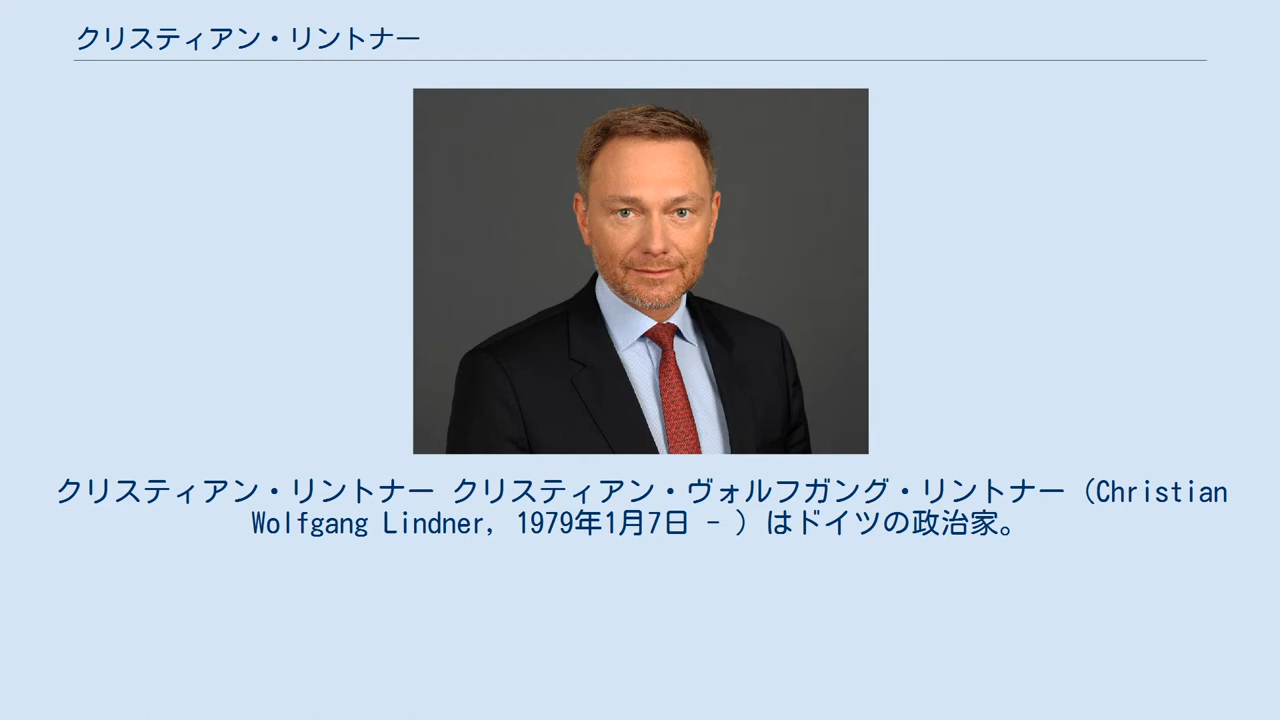 クリスティアン・リントナー
クリスティアン・リントナー クリスティアン・ヴォルフガング・リントナー（Christian
Wolfgang Lindner, 1979年1月7日 - ）はドイツの政治家。